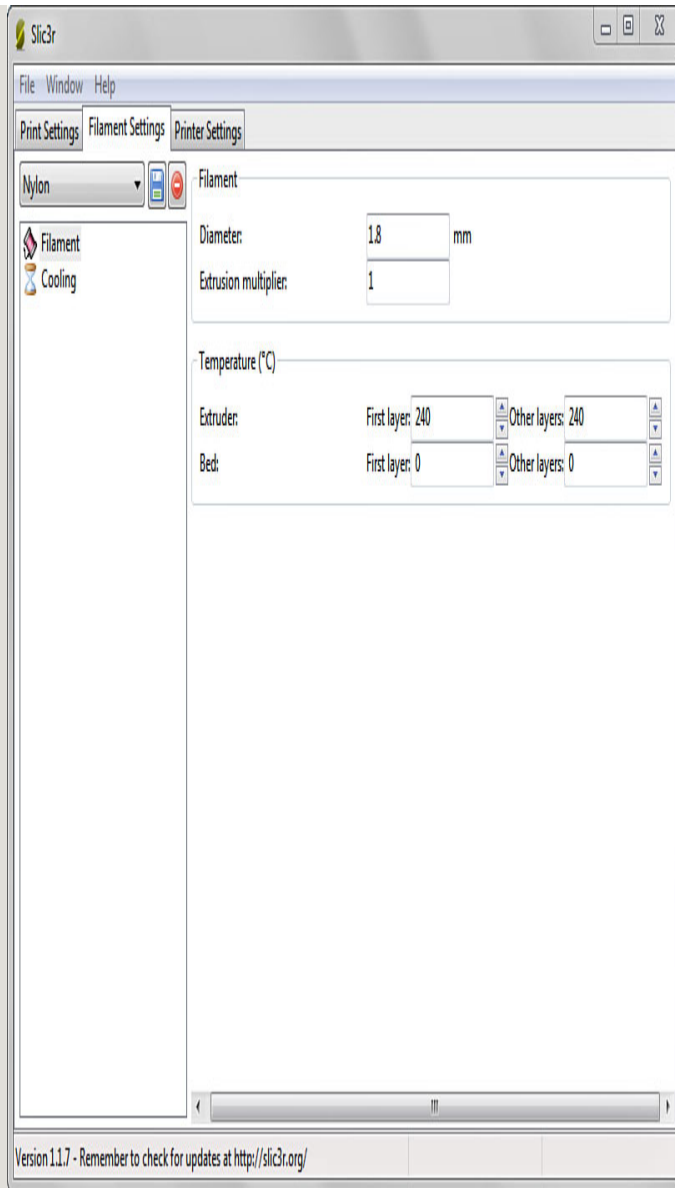 Slic3r
File Window Help
Print Settings Filament Settings Printer Settings
Nylon
Filament
Cooling
Filament
Diameter: 1.8 mm
Extrusion multiplier: 1
Temperature (°C)
Extruder: First layer: 240 Other layers: 240
Bed: First layer: 0 Other layers: 0
Version 1.1.7 - Remember to check for updates at http://slic3r.org/